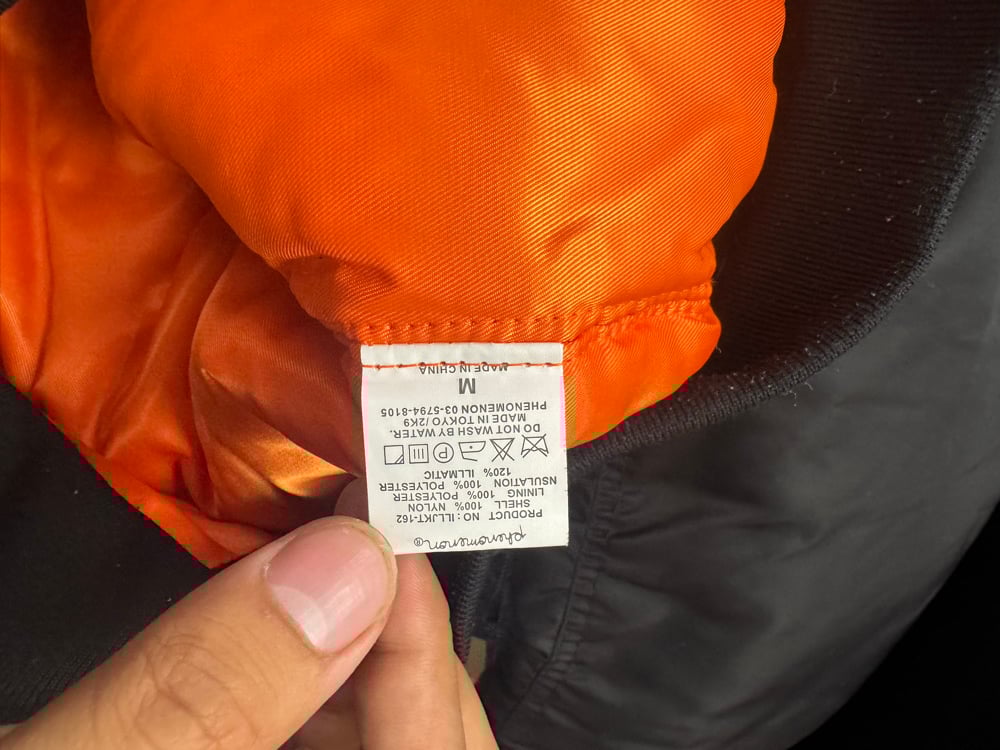 phenomenon®
PRODUCT NO : ILLJKT-162
SHELL 100% NYLON
LINING 100% POLYESTER
NSULATION 100% POLYESTER
120% ILLMATIC
DO NOT WASH BY WATER.
MADE IN TOKYO / 2K9
PHENOMENON 03-5794-8105
M
MADE IN CHINA